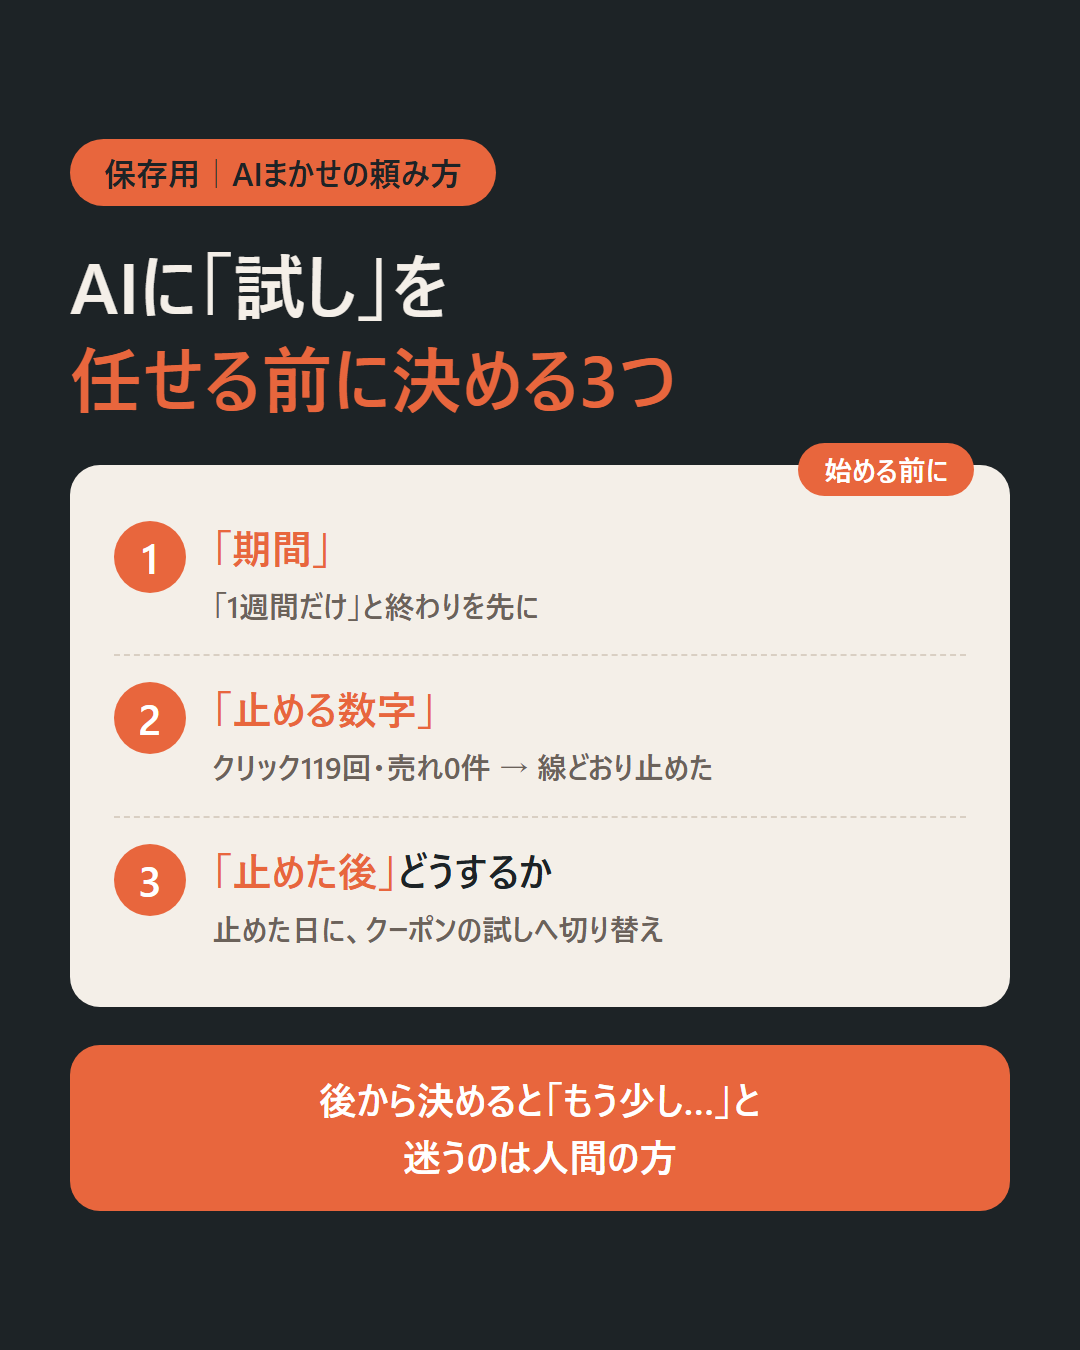 保存用｜AIまかせの頼み方
AIに「試し」を
任せる前に決める3つ
始める前に
1
「期間」
「1週間だけ」と終わりを先に
2
「止める数字」
クリック119回・売れ0件 → 線どおり止めた
3
「止めた後」どうするか
止めた日に、クーポンの試しへ切り替え
後から決めると「もう少し…」と
迷うのは人間の方